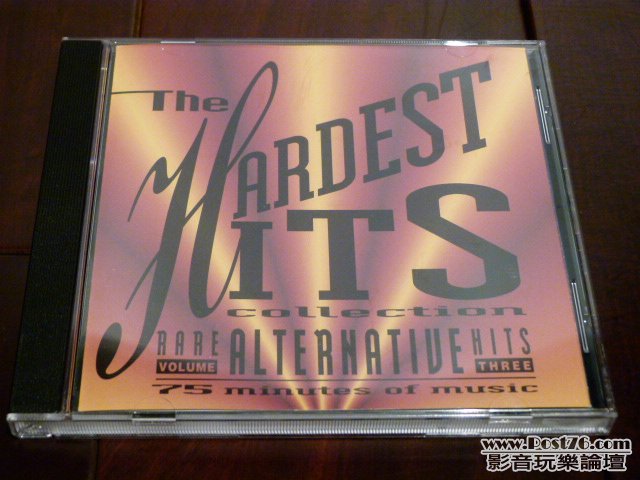 The
HARDEST
HITS
collection
RARE ALTERNATIVE HITS
VOLUME THREE
75 minutes of music
www.Post76.com
影音玩樂論壇